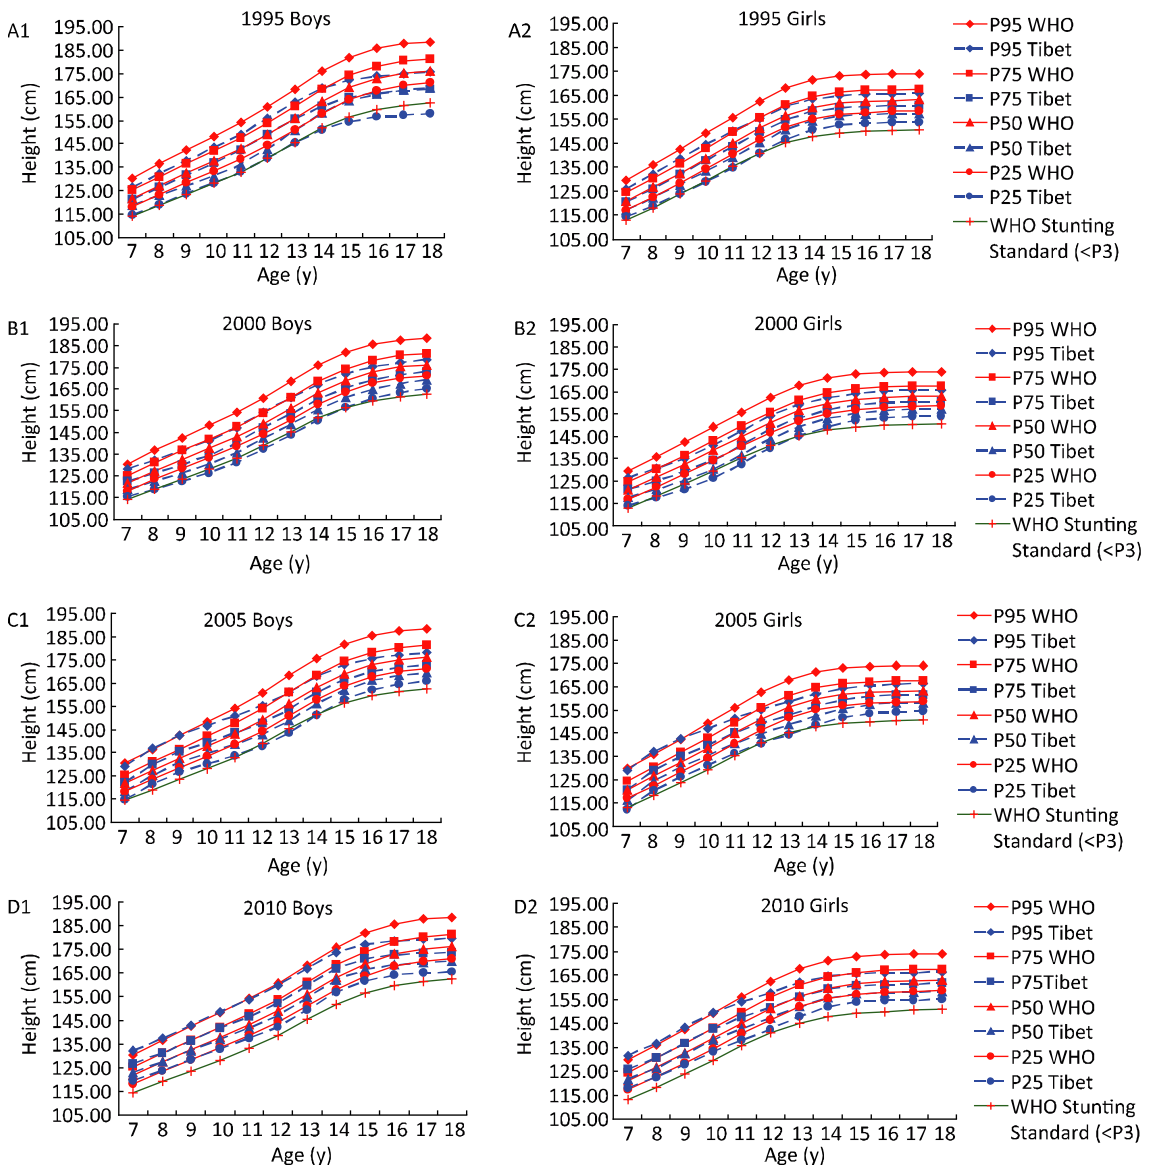 A1
1995 Boys
Height (cm)
195.00
185.00
175.00
165.00
155.00
145.00
135.00
125.00
115.00
105.00
7 8 9 10 11 12 13 14 15 16 17 18
Age (y)
A2
1995 Girls
Height (cm)
195.00
185.00
175.00
165.00
155.00
145.00
135.00
125.00
115.00
105.00
7 8 9 10 11 12 13 14 15 16 17 18
Age (y)
P95 WHO
P95 Tibet
P75 WHO
P75 Tibet
P50 WHO
P50 Tibet
P25 WHO
P25 Tibet
WHO Stunting
Standard (<P3)
B1
2000 Boys
Height (cm)
195.00
185.00
175.00
165.00
155.00
145.00
135.00
125.00
115.00
105.00
7 8 9 10 11 12 13 14 15 16 17 18
Age (y)
B2
2000 Girls
Height (cm)
195.00
185.00
175.00
165.00
155.00
145.00
135.00
125.00
115.00
105.00
7 8 9 10 11 12 13 14 15 16 17 18
Age (y)
P95 WHO
P95 Tibet
P75 WHO
P75 Tibet
P50 WHO
P50 Tibet
P25 WHO
P25 Tibet
WHO Stunting
Standard (<P3)
C1
2005 Boys
Height (cm)
195.00
185.00
175.00
165.00
155.00
145.00
135.00
125.00
115.00
105.00
7 8 9 10 11 12 13 14 15 16 17 18
Age (y)
C2
2005 Girls
Height (cm)
195.00
185.00
175.00
165.00
155.00
145.00
135.00
125.00
115.00
105.00
7 8 9 10 11 12 13 14 15 16 17 18
Age (y)
P95 WHO
P95 Tibet
P75 WHO
P75 Tibet
P50 WHO
P50 Tibet
P25 WHO
P25 Tibet
WHO Stunting
Standard (<P3)
D1
2010 Boys
Height (cm)
195.00
185.00
175.00
165.00
155.00
145.00
135.00
125.00
115.00
105.00
7 8 9 10 11 12 13 14 15 16 17 18
Age (y)
D2
2010 Girls
Height (cm)
195.00
185.00
175.00
165.00
155.00
145.00
135.00
125.00
115.00
105.00
7 8 9 10 11 12 13 14 15 16 17 18
Age (y)
P95 WHO
P95 Tibet
P75 WHO
P75Tibet
P50 WHO
P50 Tibet
P25 WHO
P25 Tibet
WHO Stunting
Standard (<P3)